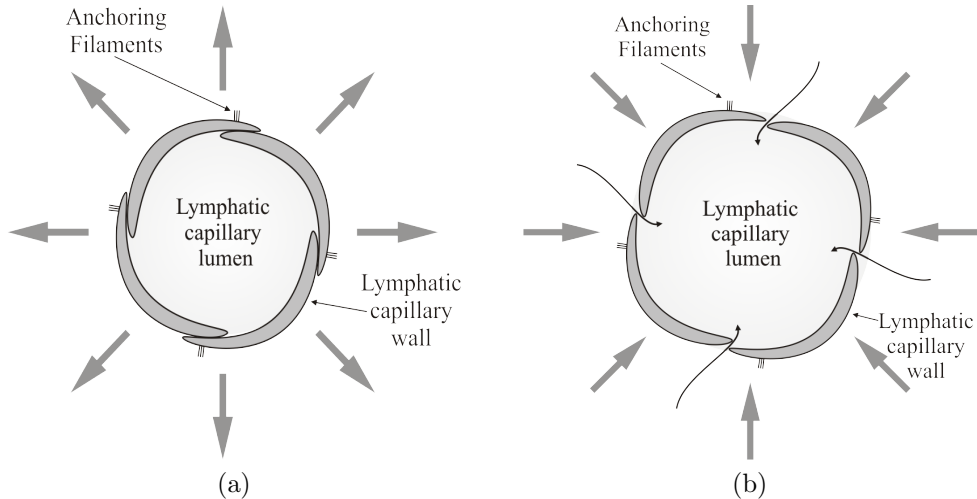 Anchoring
Filaments
Lymphatic
capillary
lumen
Lymphatic
capillary
wall
(a)
Anchoring
Filaments
Lymphatic
capillary
lumen
Lymphatic
capillary
wall
(b)